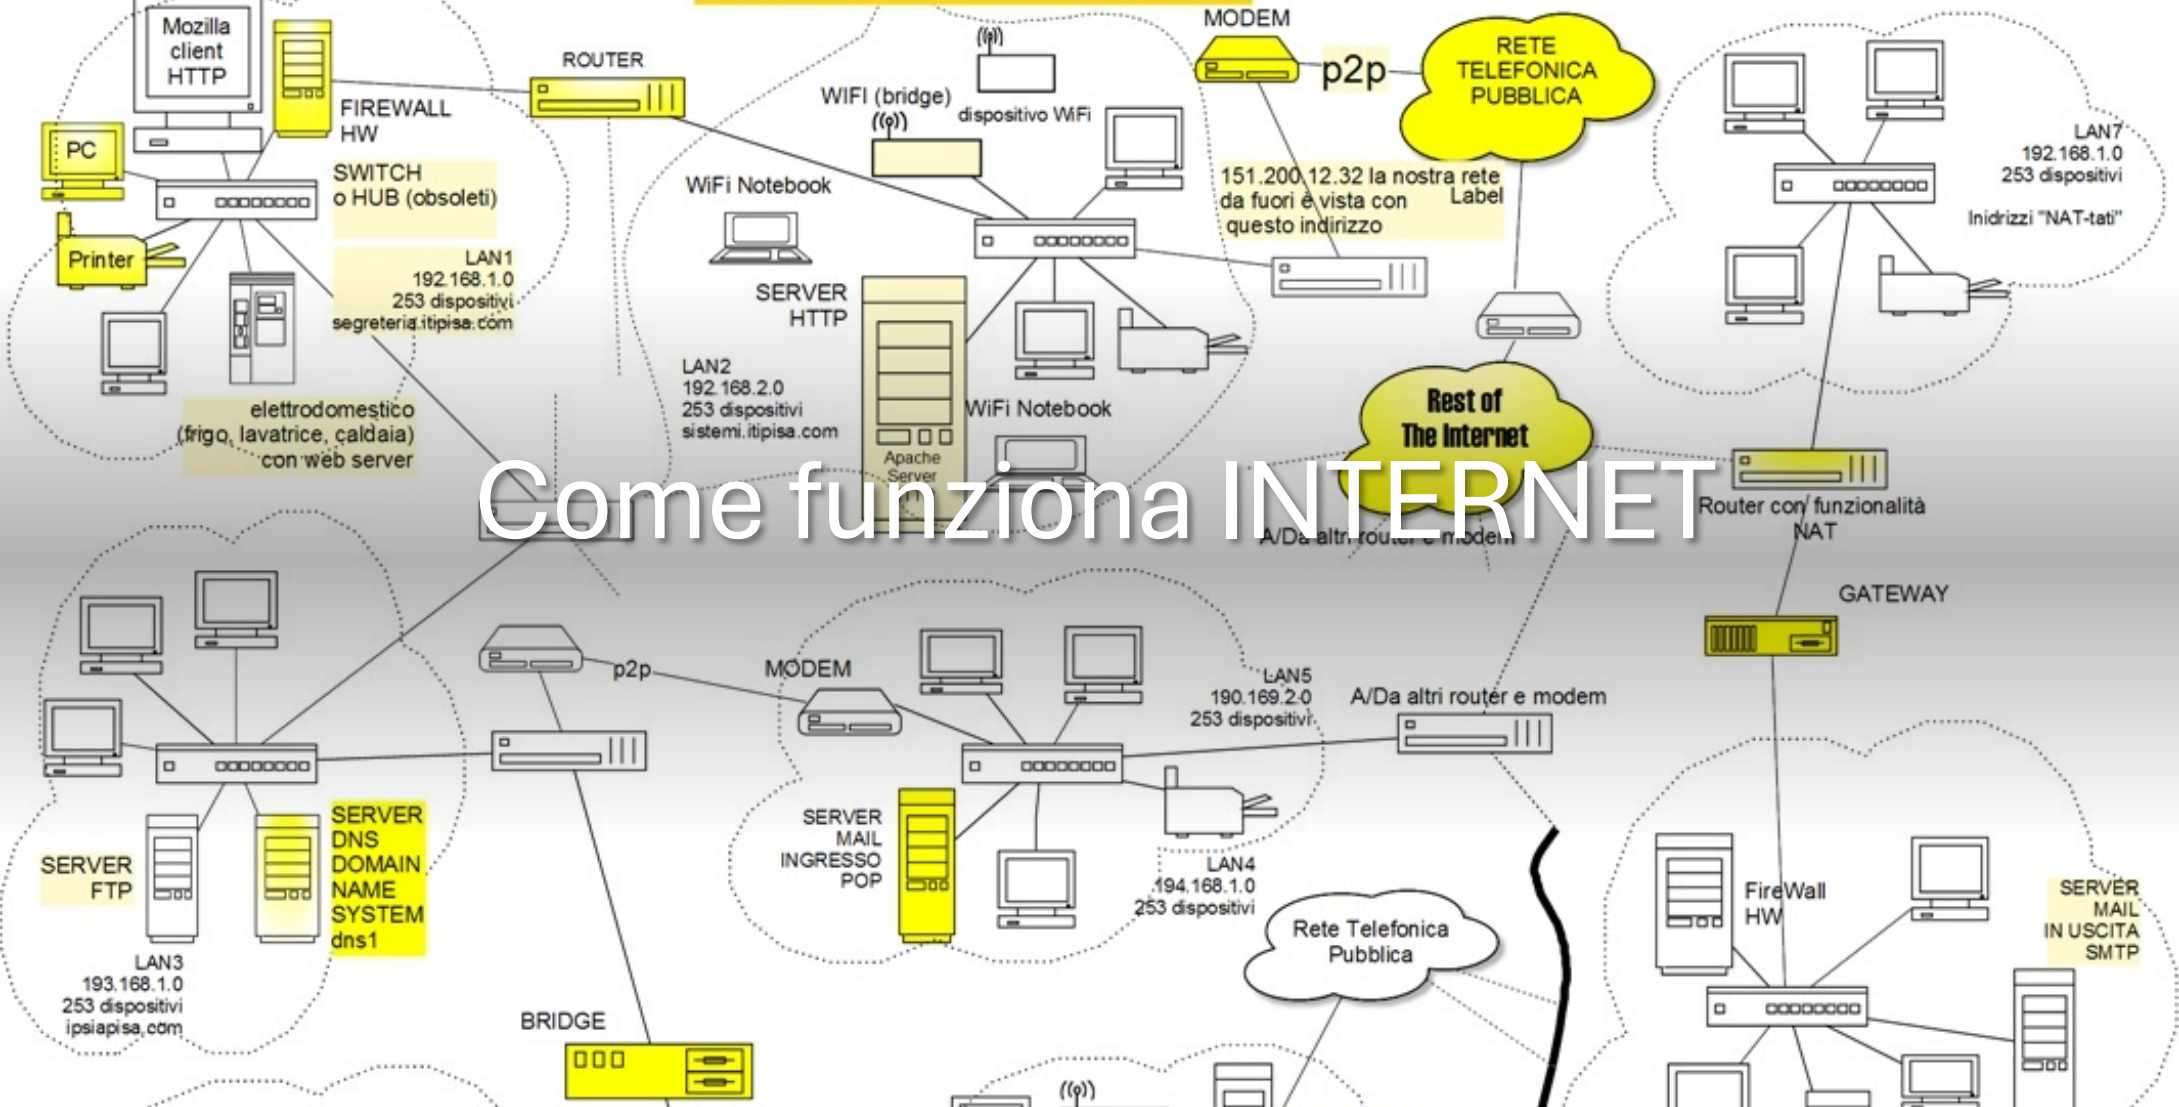 Mozilla
client
HTTP
PC
Printer
FIREWALL
HW
SWITCH
o HUB (obsoleti)
LAN1
192.168.1.0
253 dispositivi
segreteria.itipisa.com
elettrodomestico
(frigo, lavatrice, caldaia)
con web server
ROUTER
WIFI (bridge)
dispositivo WiFi
WiFi Notebook
SERVER
HTTP
LAN2
192.168.2.0
253 dispositivi
sistemi.itipisa.com
Apache
Server
WiFi Notebook
MODEM
p2p
RETE
TELEFONICA
PUBBLICA
151.200.12.32 la nostra rete
da fuori è vista con
questo indirizzo
Label
LAN7
192.168.1.0
253 dispositivi
Inidrizzi "NAT-tati"
Rest of
The Internet
Come funziona INTERNET
A/Da altri router e modem
Router con funzionalità
NAT
GATEWAY
p2p
MODEM
LAN5
190.169.2.0
253 dispositivi
A/Da altri router e modem
SERVER
FTP
SERVER
DNS
DOMAIN
NAME
SYSTEM
dns1
LAN3
193.168.1.0
253 dispositivi
ipsiapisa.com
SERVER
MAIL
INGRESSO
POP
LAN4
194.168.1.0
253 dispositivi
Rete Telefonica
Pubblica
FireWall
HW
SERVER
MAIL
IN USCITA
SMTP
BRIDGE